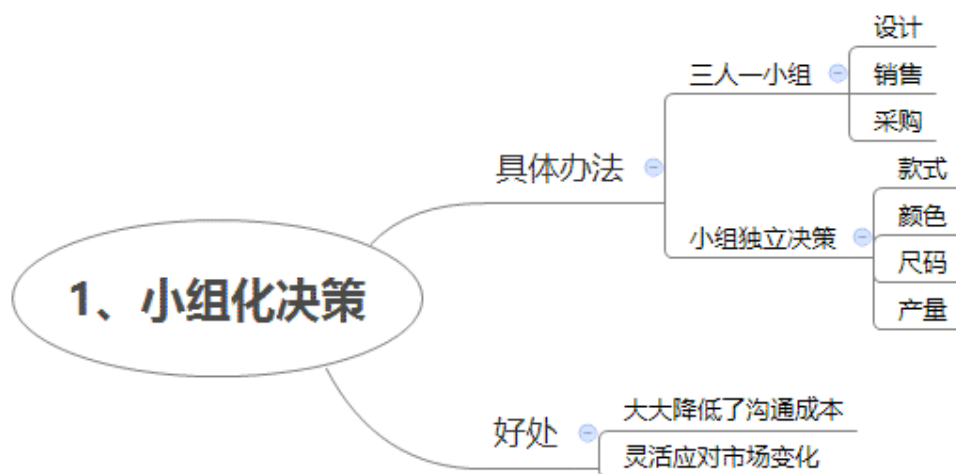 设计
三人一小组
销售
采购
具体办法
款式
颜色
小组独立决策
尺码
产量
1、小组化决策
好处
大大降低了沟通成本
灵活应对市场变化